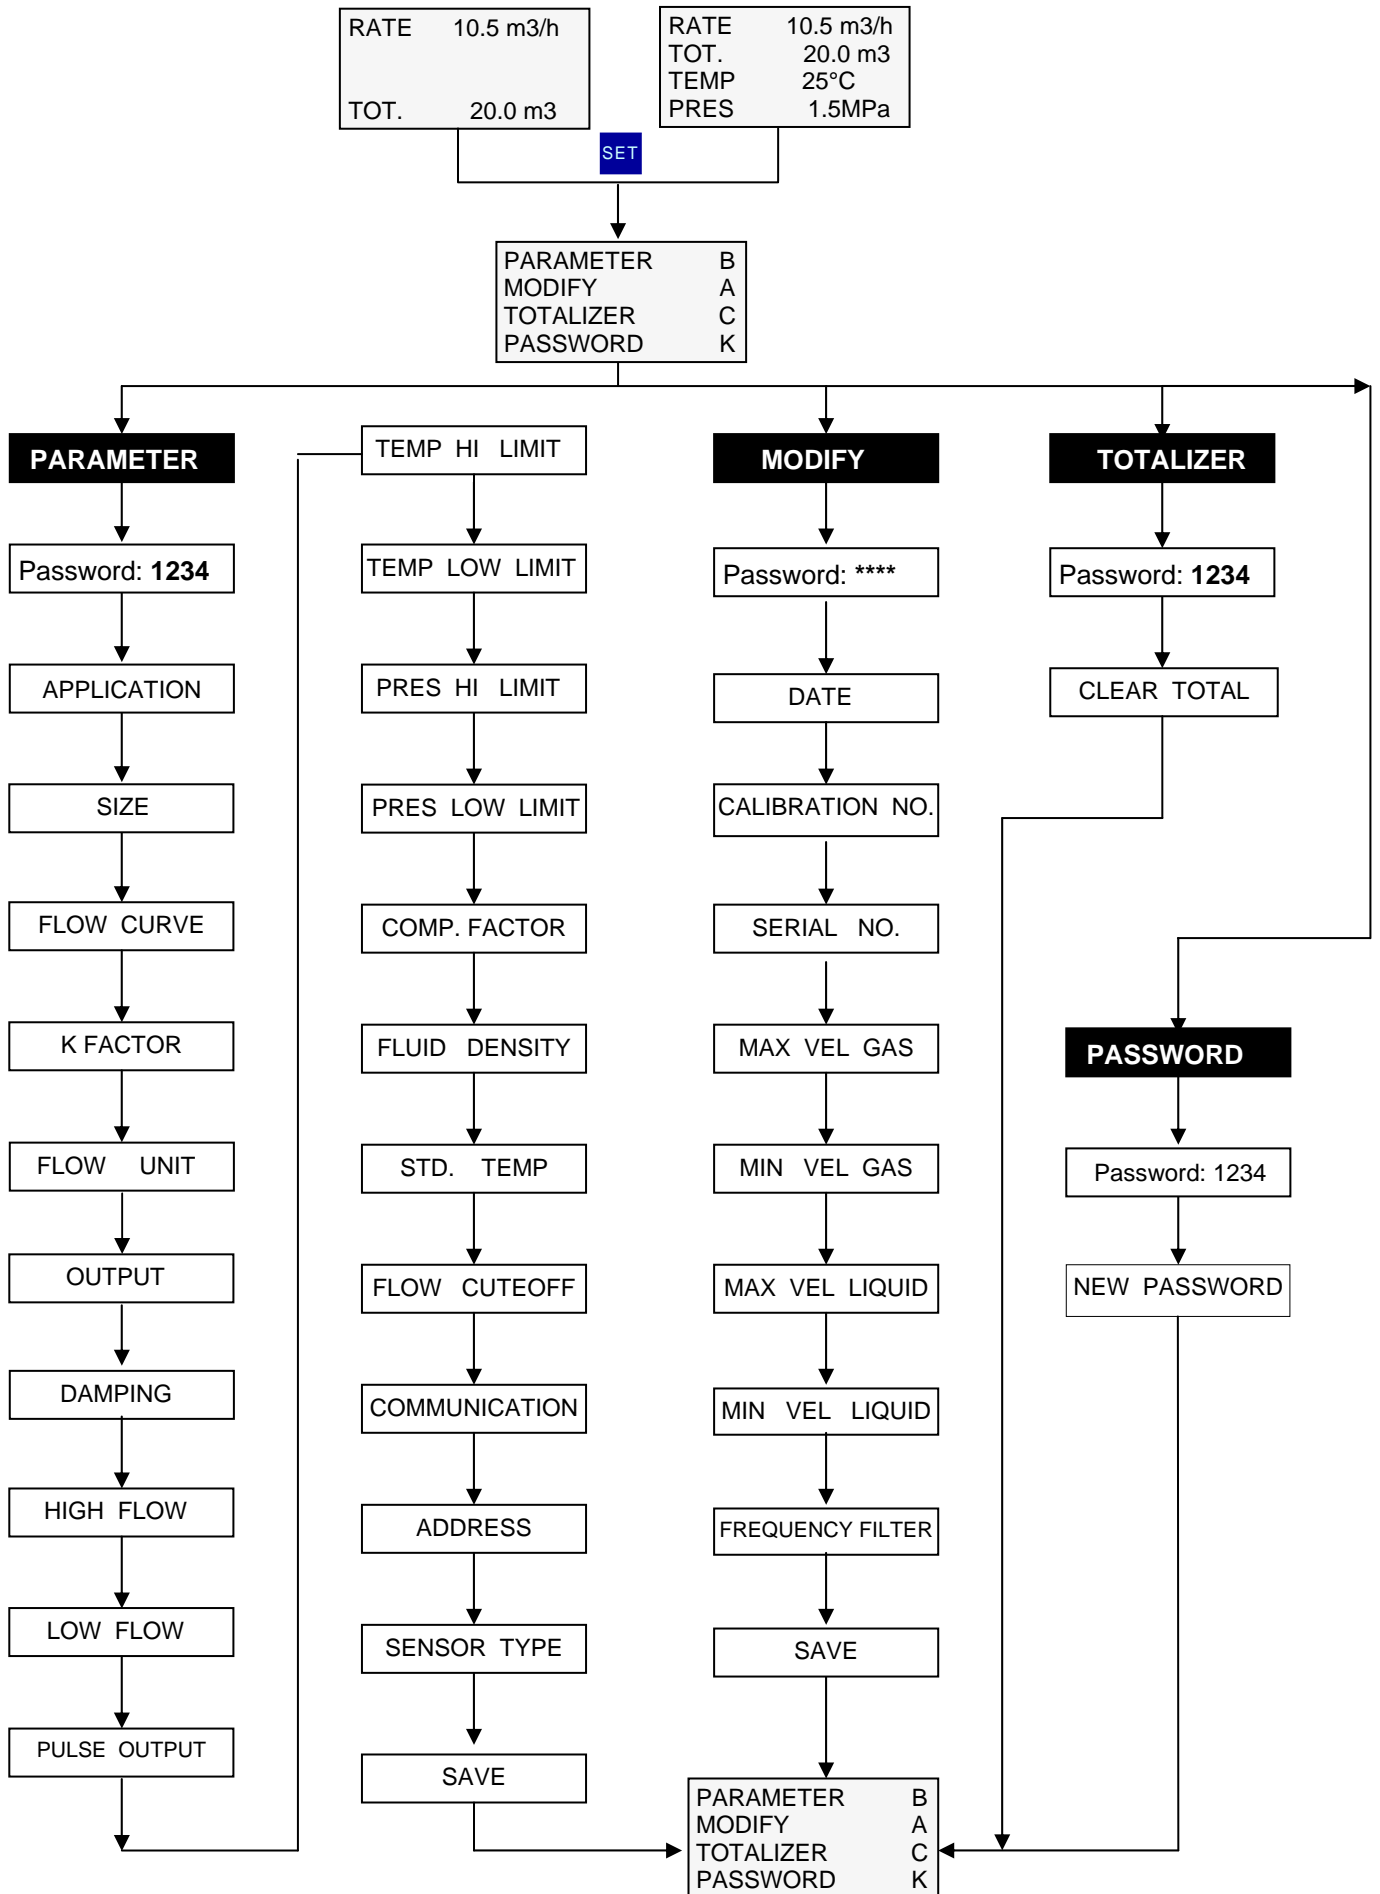 RATE 10.5 m3/h
TOT. 20.0 m3
RATE 10.5 m3/h
TOT. 20.0 m3
TEMP 25°C
PRES 1.5MPa
SET
PARAMETER B
MODIFY A
TOTALIZER C
PASSWORD K
PARAMETER
Password: 1234
APPLICATION
SIZE
FLOW CURVE
K FACTOR
FLOW UNIT
OUTPUT
DAMPING
HIGH FLOW
LOW FLOW
PULSE OUTPUT
TEMP HI LIMIT
TEMP LOW LIMIT
PRES HI LIMIT
PRES LOW LIMIT
COMP. FACTOR
FLUID DENSITY
STD. TEMP
FLOW CUTEOFF
COMMUNICATION
ADDRESS
SENSOR TYPE
SAVE
MODIFY
Password: ****
DATE
CALIBRATION NO.
SERIAL NO.
MAX VEL GAS
MIN VEL GAS
MAX VEL LIQUID
MIN VEL LIQUID
FREQUENCY FILTER
SAVE
TOTALIZER
Password: 1234
CLEAR TOTAL
PASSWORD
Password: 1234
NEW PASSWORD
PARAMETER B
MODIFY A
TOTALIZER C
PASSWORD K